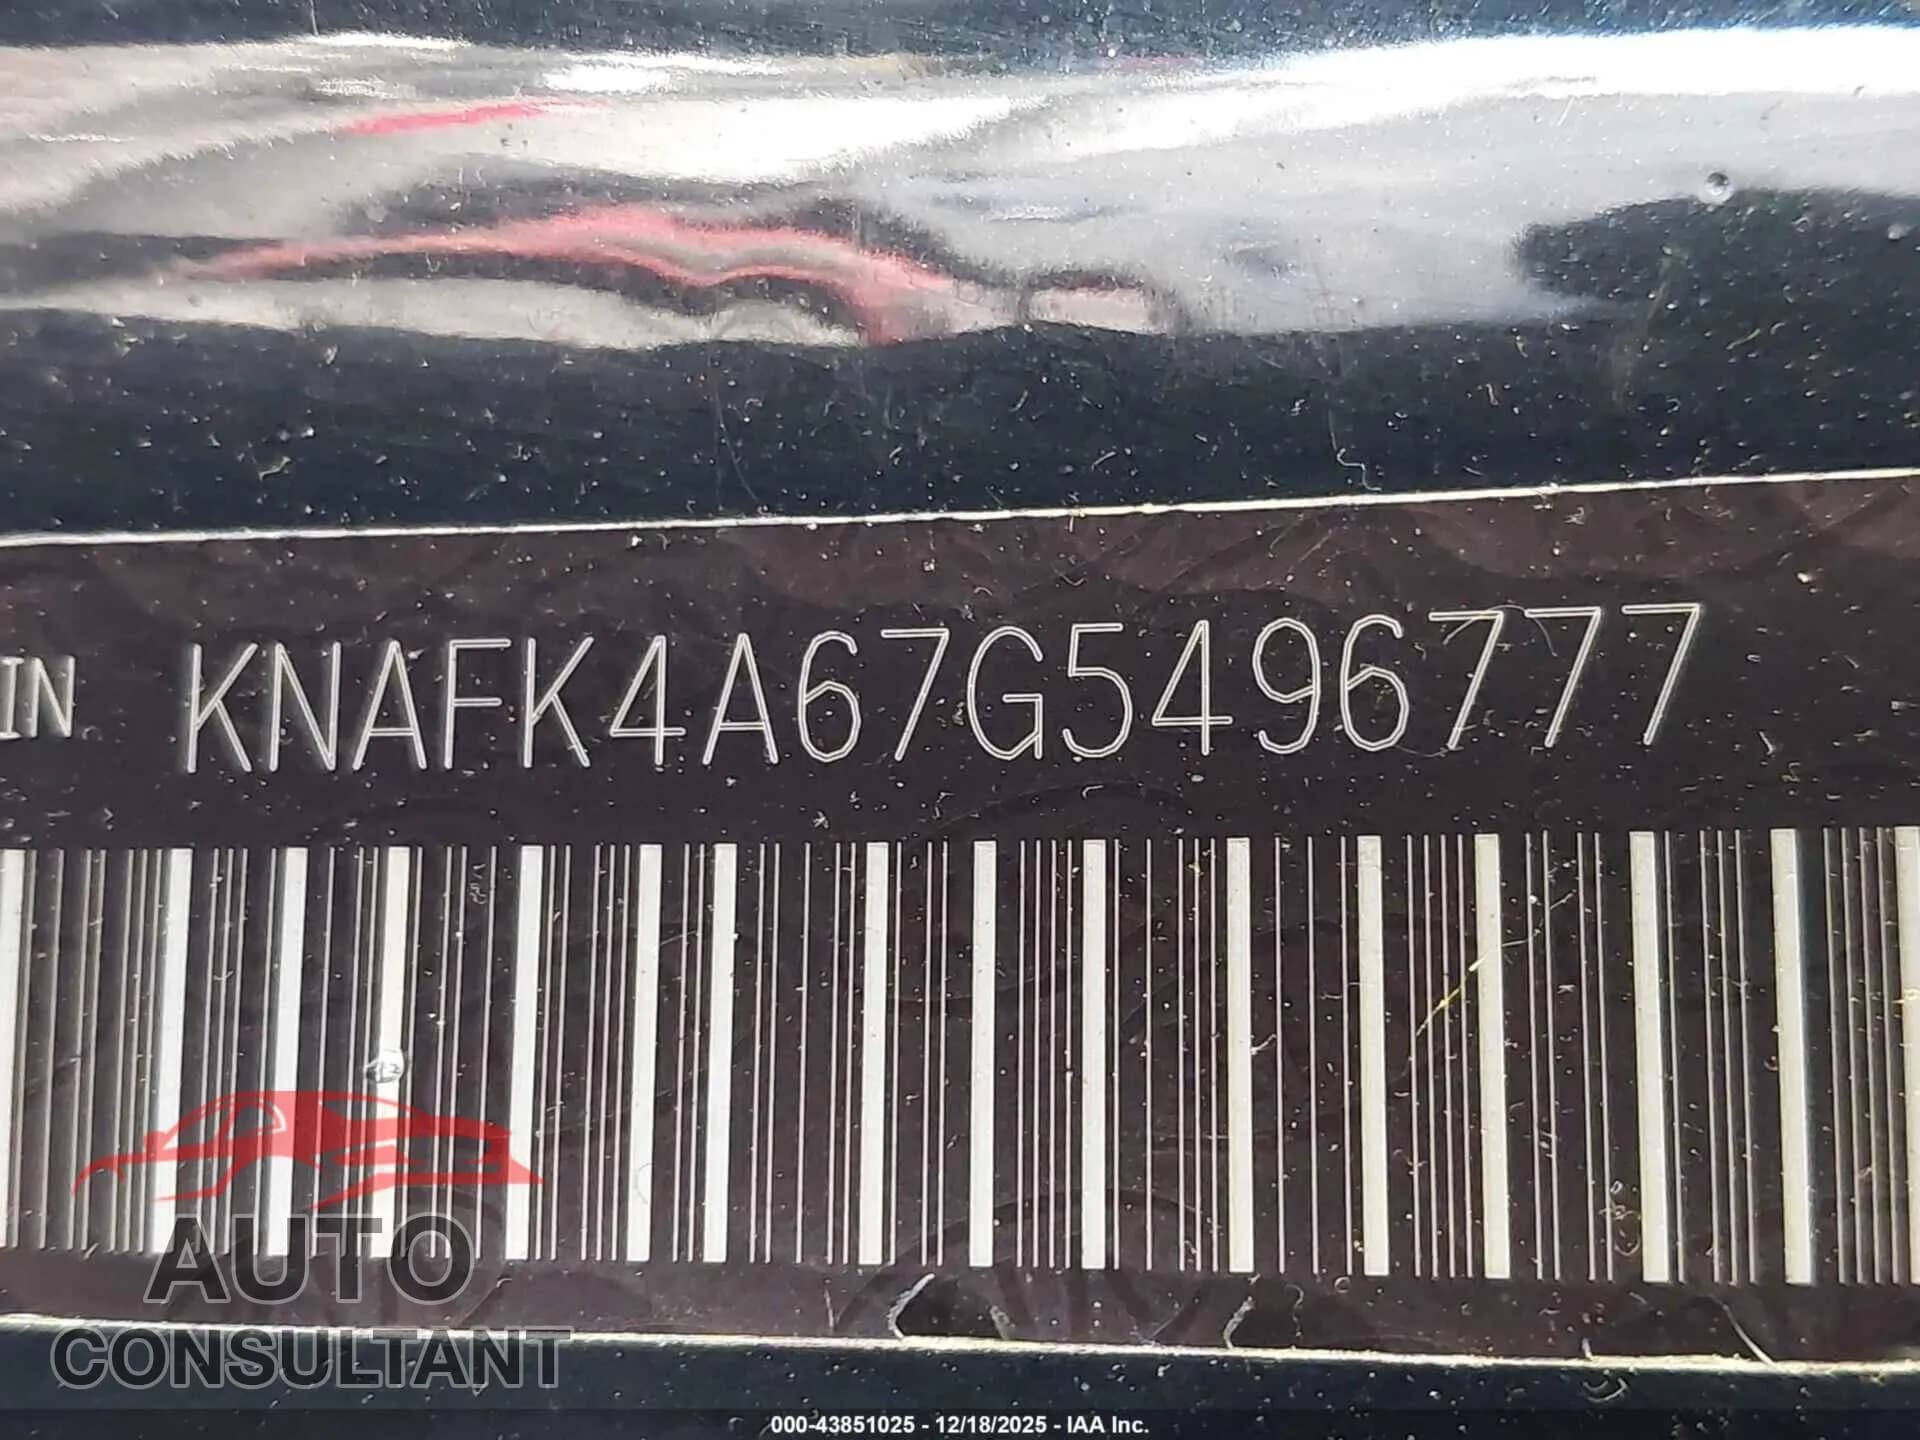 IN KNAFK4A67G5496777
AUTO
CONSULTANT
000-43851025 - 12/18/2025 - IAA Inc.